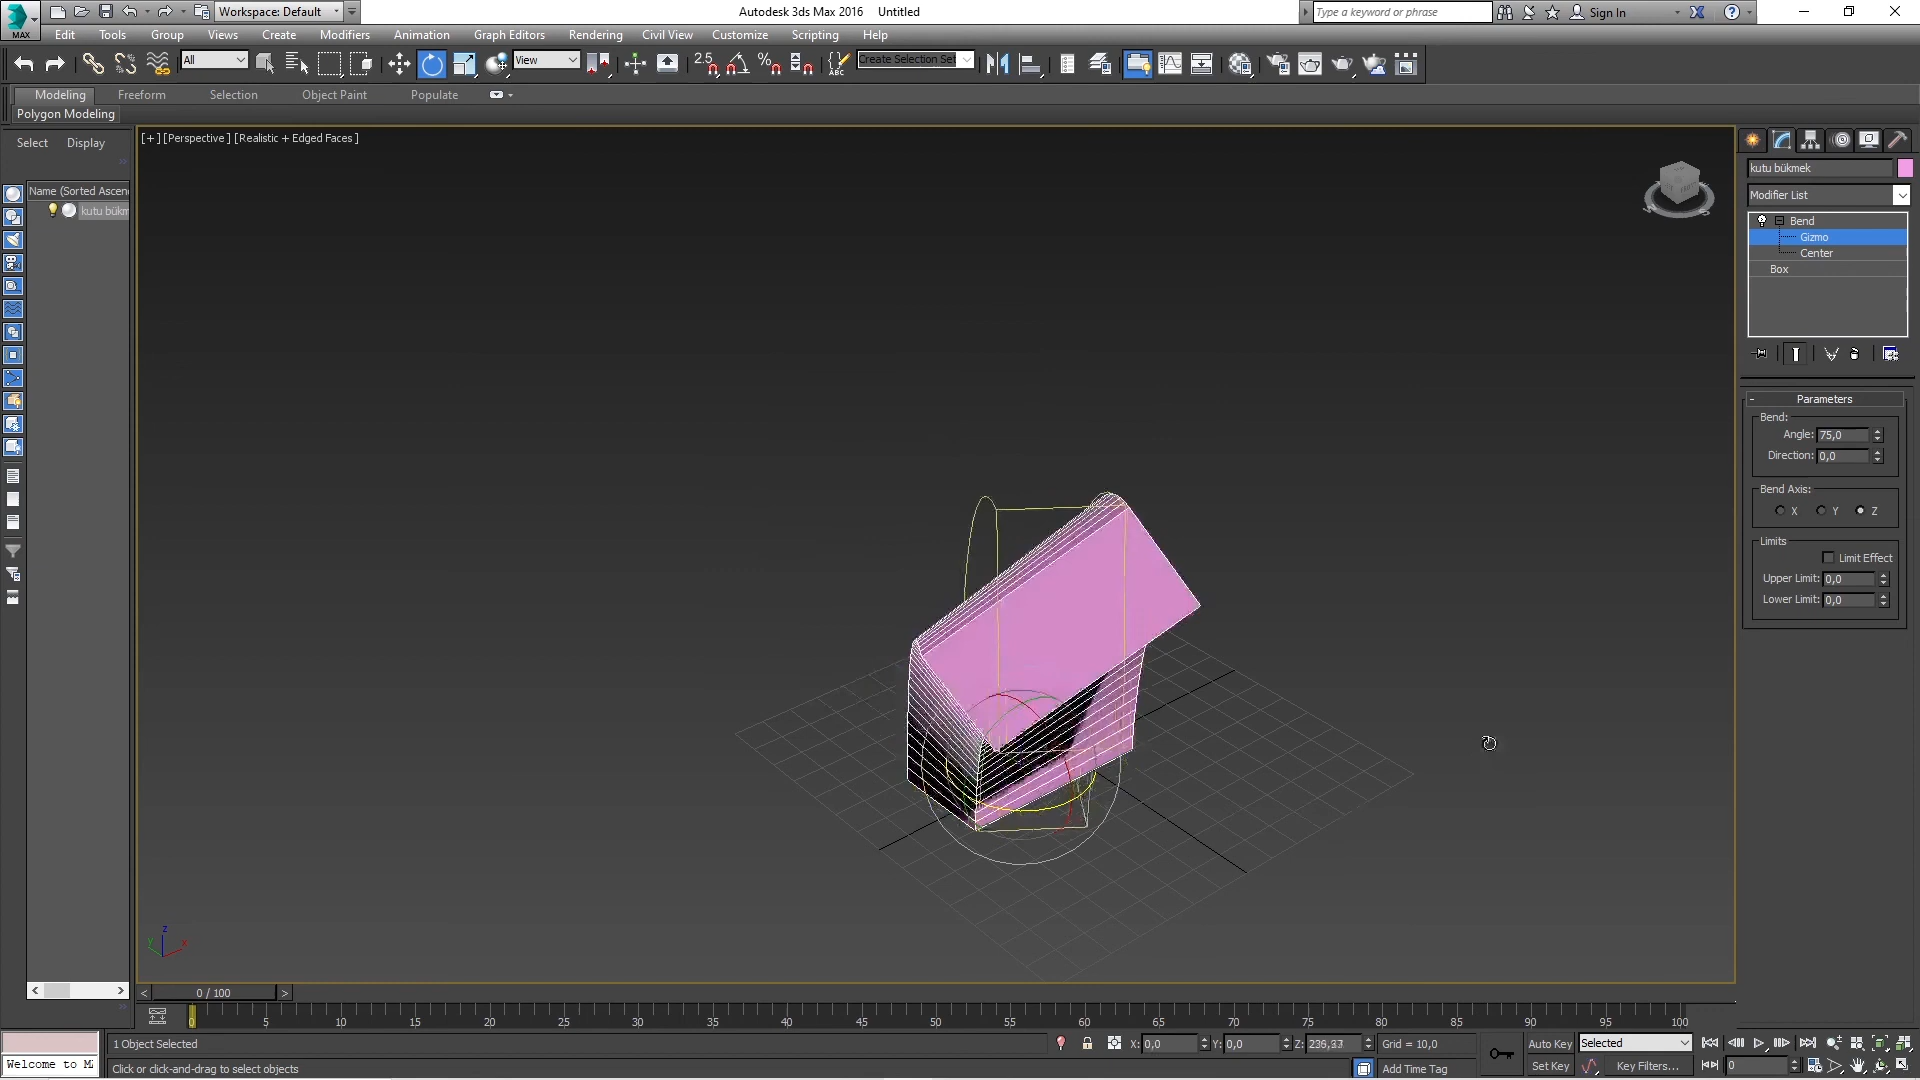 Workspace: Default
Autodesk 3ds Max 2016 Untitled
Type a keyword or phrase
Sign In
MAX
Edit Tools Group Views Create Modifiers Animation Graph Editors Rendering Civil View Customize Scripting Help
All
View
2.5
ABC
Create Selection Set
Modeling Freeform Selection Object Paint Populate
Polygon Modeling
Select Display
[+] [Perspective] [Realistic + Edged Faces]
Name (Sorted Ascen
kutu bükm
kutu bükmek
Modifier List
Bend
Gizmo
Center
Box
Parameters
Bend:
Angle: 75,0
Direction: 0,0
Bend Axis:
X Y Z
Limits
Limit Effect
Upper Limit: 0,0
Lower Limit: 0,0
z
y x
0 / 100
0 5 10 15 20 25 30 35 40 45 50 55 60 65 70 75 80 85 90 95 100
1 Object Selected
X: 0,0 Y: 0,0 Z: Grid = 10,0
Auto Key Selected
Welcome to M
Click or click-and-drag to select objects
Add Time Tag
Set Key Key Filters...
0